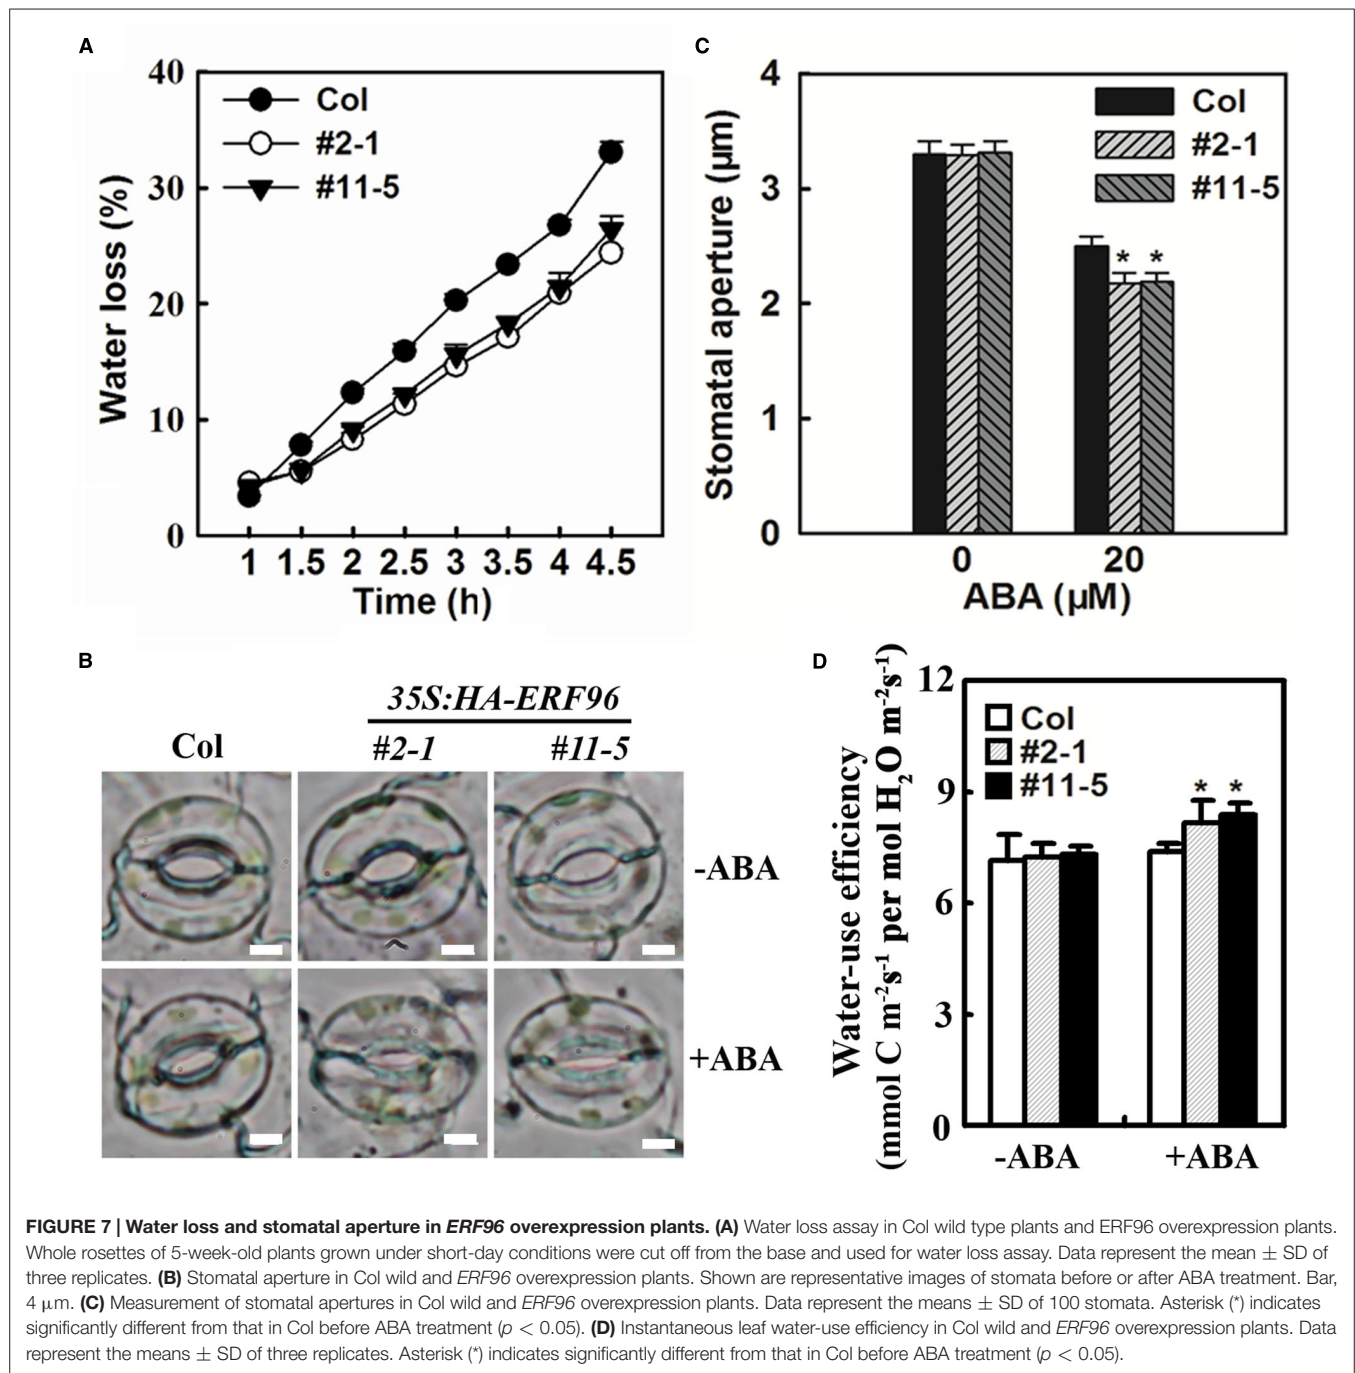 A
40
30
20
10
0
Water loss (%)
Col
#2-1
#11-5
1 1.5 2 2.5 3 3.5 4 4.5
Time (h)
C
4
3
2
1
0
Stomatal aperture (µm)
Col
#2-1
#11-5
* *
0 20
ABA (µM)
B
35S:HA-ERF96
Col #2-1 #11-5
-ABA
+ABA
D
12
9
6
3
0
Water-use efficiency
(mmol C m⁻²s⁻¹ per mol H₂O m⁻²s⁻¹)
Col
#2-1
#11-5
* *
-ABA +ABA
FIGURE 7 | Water loss and stomatal aperture in ERF96 overexpression plants. (A) Water loss assay in Col wild type plants and ERF96 overexpression plants.
Whole rosettes of 5-week-old plants grown under short-day conditions were cut off from the base and used for water loss assay. Data represent the mean ± SD of
three replicates. (B) Stomatal aperture in Col wild and ERF96 overexpression plants. Shown are representative images of stomata before or after ABA treatment. Bar,
4 µm. (C) Measurement of stomatal apertures in Col wild and ERF96 overexpression plants. Data represent the means ± SD of 100 stomata. Asterisk (*) indicates
significantly different from that in Col before ABA treatment (p < 0.05). (D) Instantaneous leaf water-use efficiency in Col wild and ERF96 overexpression plants. Data
represent the means ± SD of three replicates. Asterisk (*) indicates significantly different from that in Col before ABA treatment (p < 0.05).